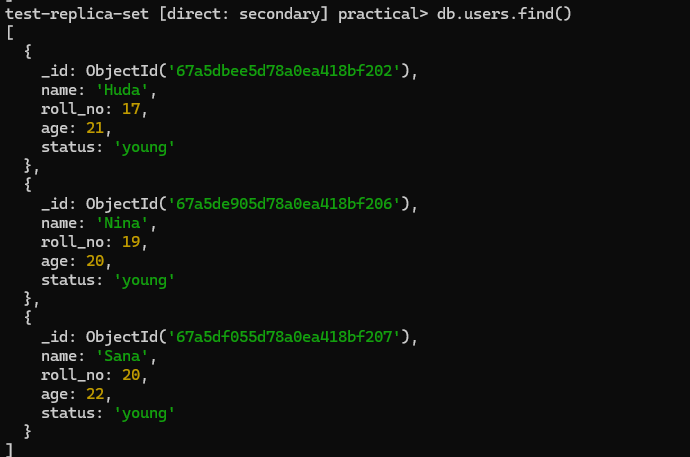 test-replica-set [direct: secondary] practical> db.users.find()
[
  {
    _id: ObjectId('67a5dbee5d78a0ea418bf202'),
    name: 'Huda',
    roll_no: 17,
    age: 21,
    status: 'young'
  },
  {
    _id: ObjectId('67a5de905d78a0ea418bf206'),
    name: 'Nina',
    roll_no: 19,
    age: 20,
    status: 'young'
  },
  {
    _id: ObjectId('67a5df055d78a0ea418bf207'),
    name: 'Sana',
    roll_no: 20,
    age: 22,
    status: 'young'
  }
]